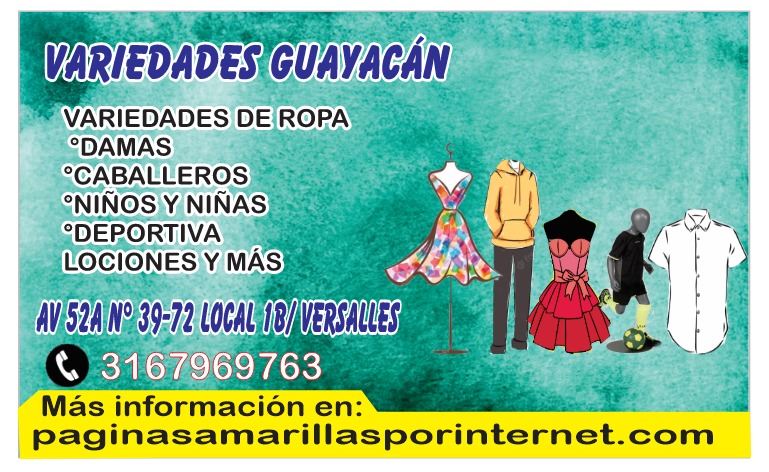 VARIEDADES GUAYACÁN
VARIEDADES DE ROPA
°DAMAS
°CABALLEROS
°NIÑOS Y NIÑAS
°DEPORTIVA
LOCIONES Y MÁS
AV 52A N° 39-72 LOCAL 1B/ VERSALLES
3167969763
Más información en:
paginasamarillasporinternet.com